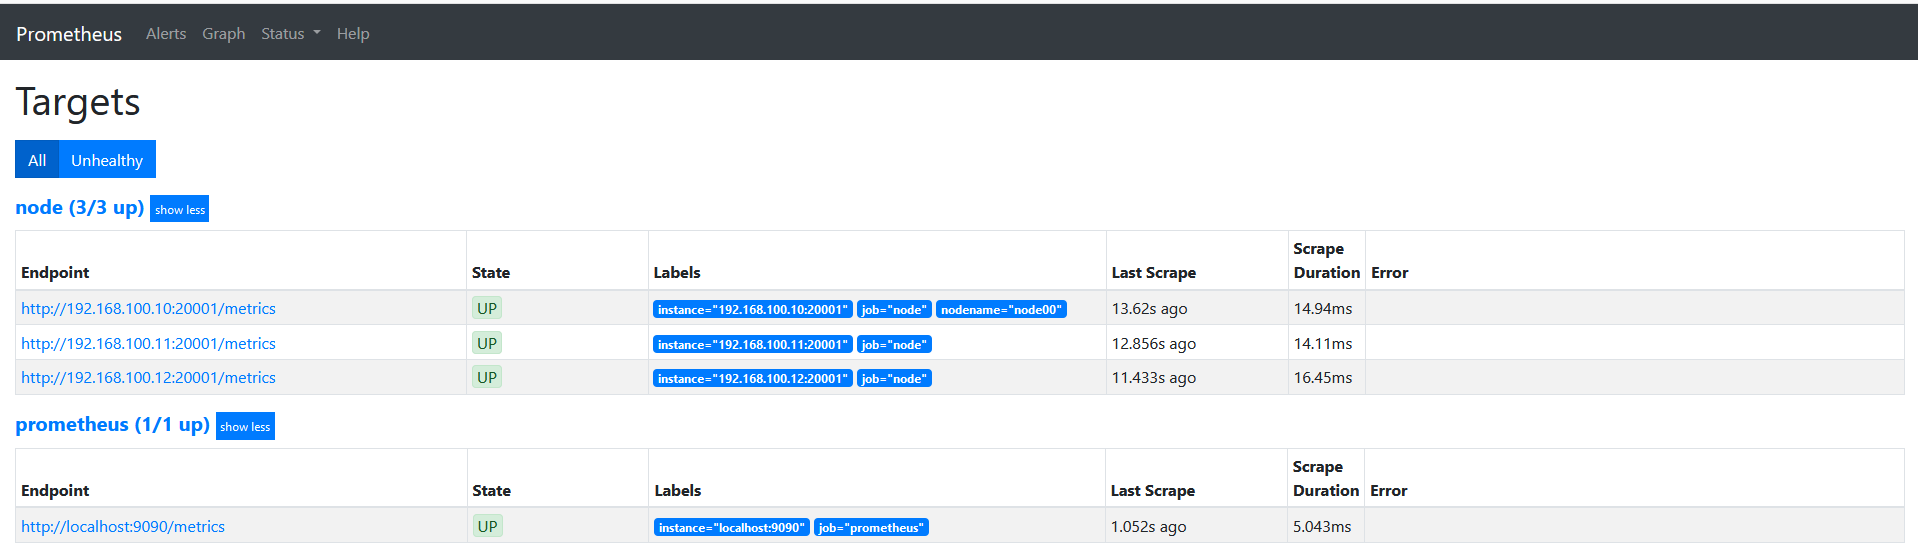 Prometheus Alerts Graph Status Help
Targets
All Unhealthy
node (3/3 up) show less
Endpoint State Labels Last Scrape Scrape Duration Error
http://192.168.100.10:20001/metrics UP instance="192.168.100.10:20001" job="node" nodename="node00" 13.62s ago 14.94ms
http://192.168.100.11:20001/metrics UP instance="192.168.100.11:20001" job="node" 12.856s ago 14.11ms
http://192.168.100.12:20001/metrics UP instance="192.168.100.12:20001" job="node" 11.433s ago 16.45ms
prometheus (1/1 up) show less
Endpoint State Labels Last Scrape Scrape Duration Error
http://localhost:9090/metrics UP instance="localhost:9090" job="prometheus" 1.052s ago 5.043ms